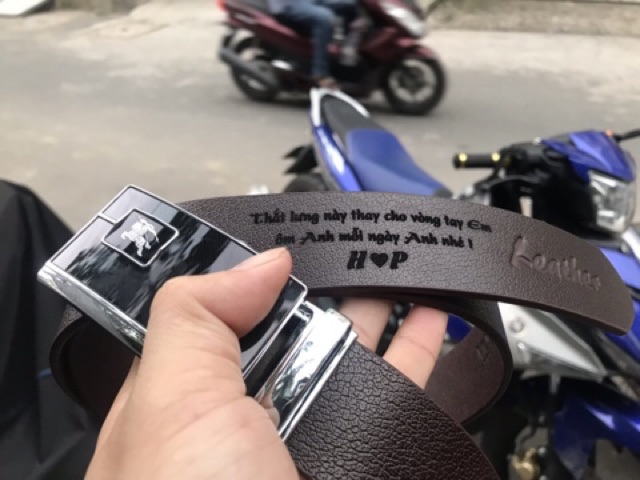 Thắt lưng này thay cho vòng tay Em
ôm Anh mỗi ngày Anh nhé !
H♥P
Leather